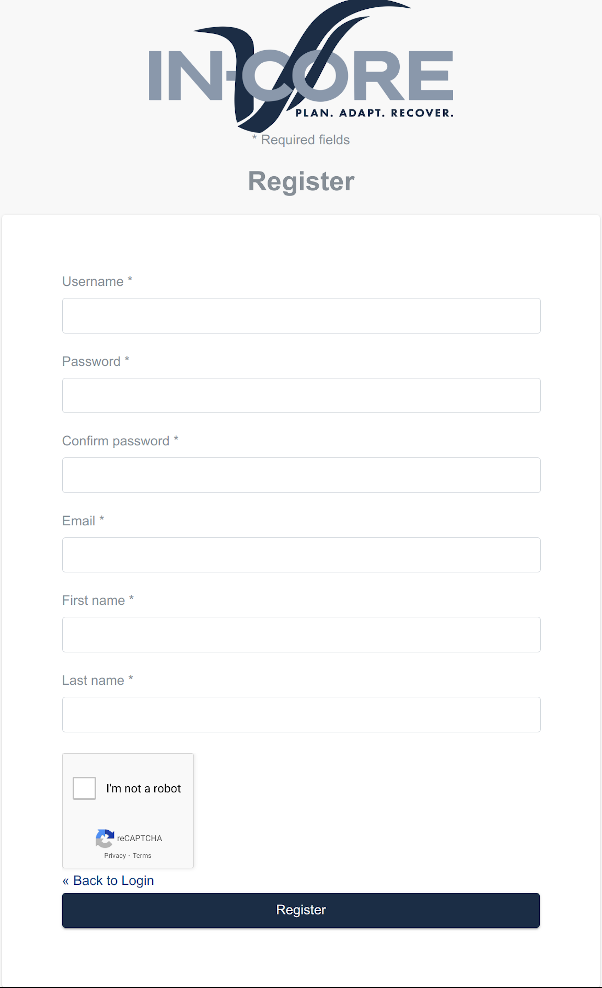 IN-CORE
PLAN. ADAPT. RECOVER.
* Required fields
Register
Username *
Password *
Confirm password *
Email *
First name *
Last name *
I'm not a robot
reCAPTCHA
Privacy - Terms
« Back to Login
Register